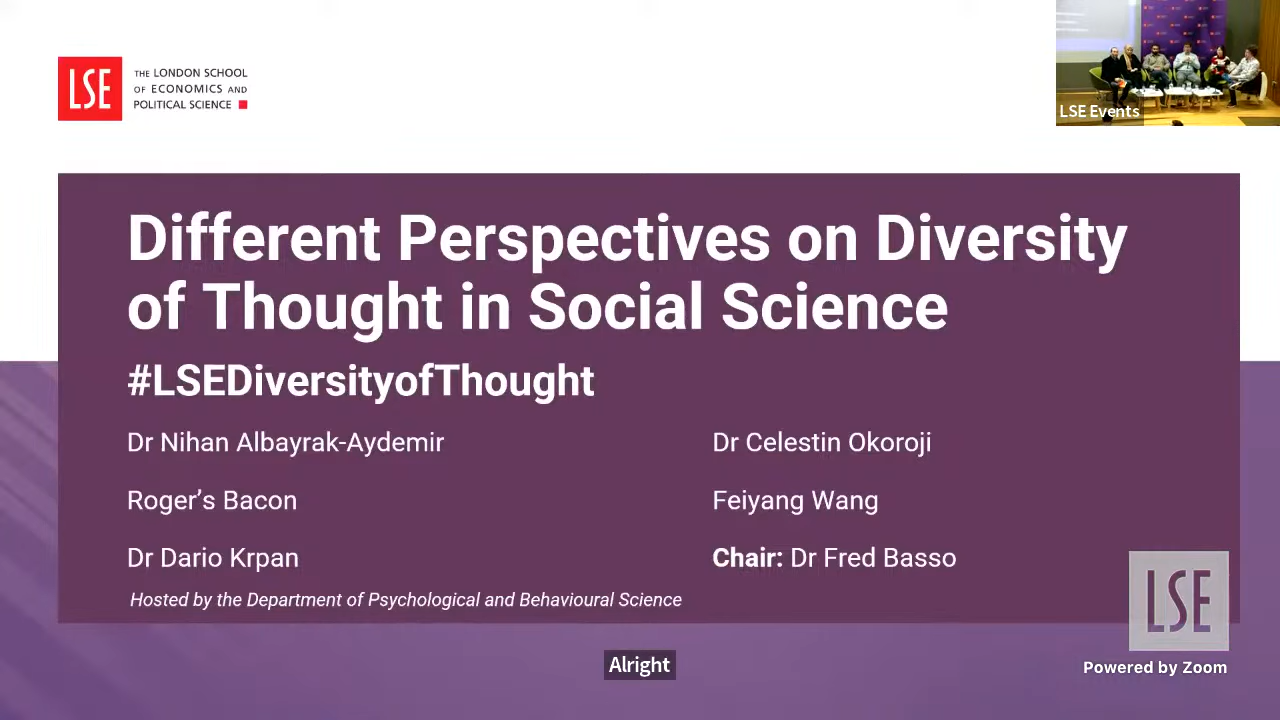 LSE
THE LONDON SCHOOL
OF ECONOMICS AND
POLITICAL SCIENCE
LSE Events
Different Perspectives on Diversity
of Thought in Social Science
#LSEDiversityofThought
Dr Nihan Albayrak-Aydemir
Dr Celestin Okoroji
Roger's Bacon
Feiyang Wang
Dr Dario Krpan
Chair: Dr Fred Basso
Hosted by the Department of Psychological and Behavioural Science
LSE
Alright
Powered by Zoom